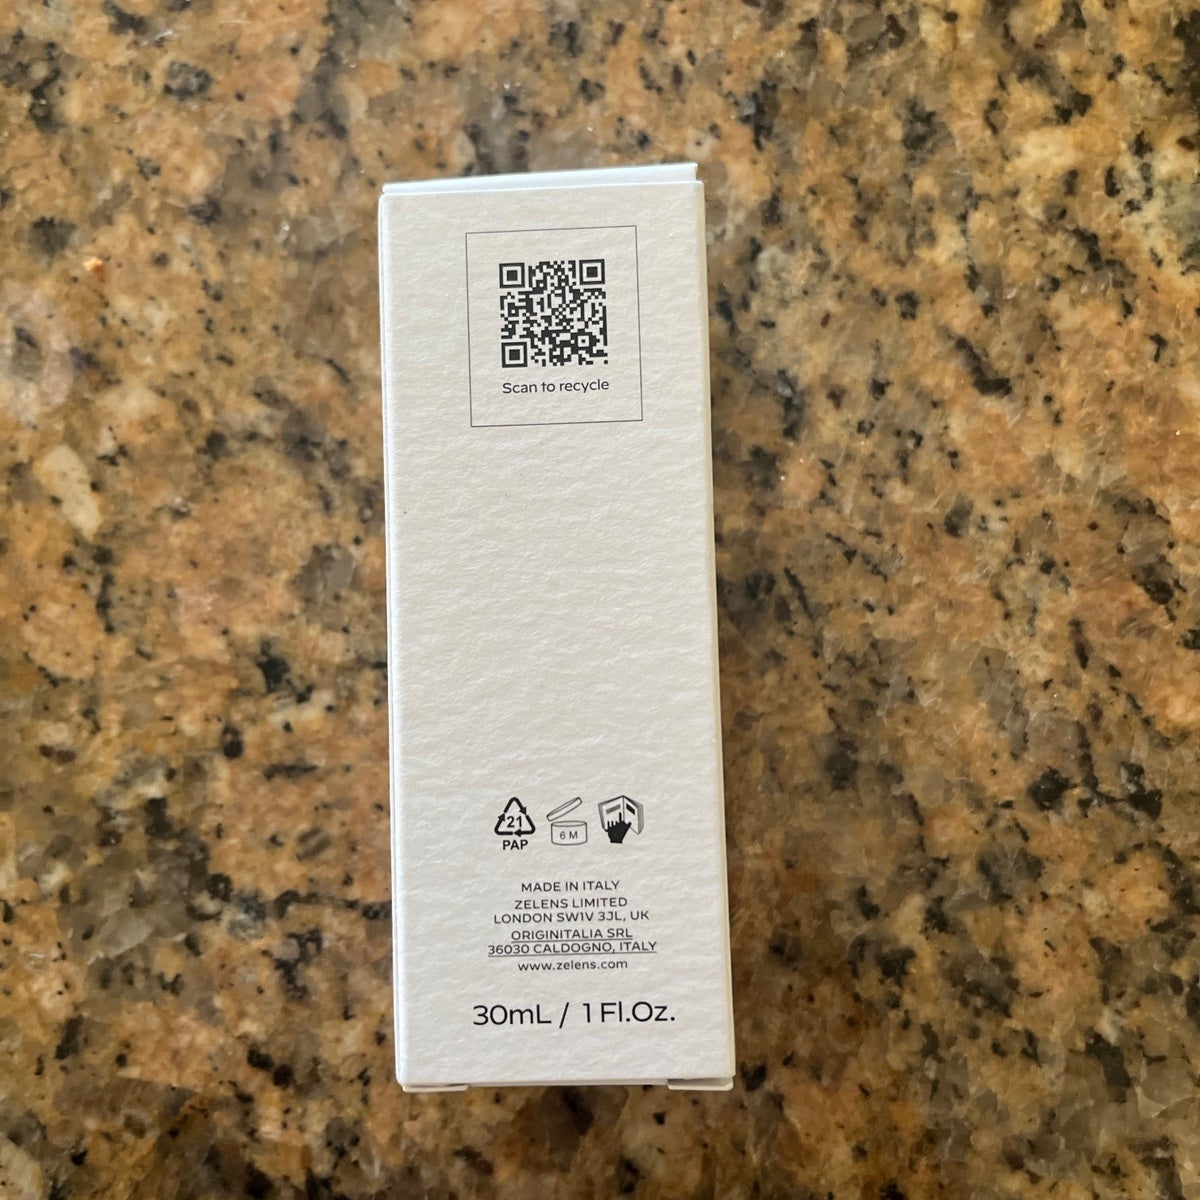 Scan to recycle
21
PAP
6 M
MADE IN ITALY
ZELENS LIMITED
LONDON SW1V 3JL, UK
ORIGINITALIA SRL
36030 CALDOGNO, ITALY
www.zelens.com
30mL / 1 Fl.Oz.